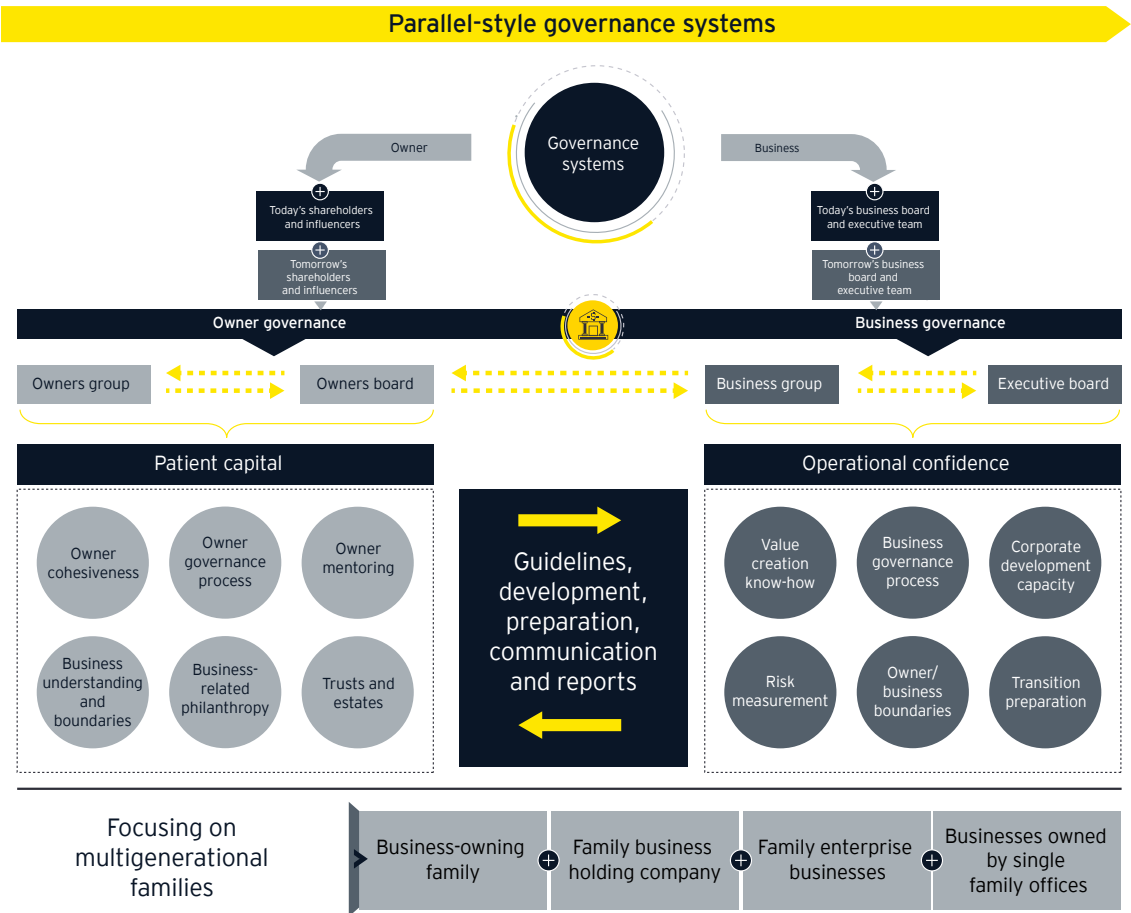 Parallel-style governance systems
Governance
systems
Owner
Business
Today's shareholders
and influencers
Tomorrow's
shareholders
and influencers
Today's business board
and executive team
Tomorrow's business
board and
executive team
Owner governance
Business governance
Owners group
Owners board
Business group
Executive board
Patient capital
Operational confidence
Owner
cohesiveness
Owner
governance
process
Owner
mentoring
Business
understanding
and
boundaries
Business-
related
philanthropy
Trusts and
estates
Guidelines,
development,
preparation,
communication
and reports
Value
creation
know-how
Business
governance
process
Corporate
development
capacity
Risk
measurement
Owner/
business
boundaries
Transition
preparation
Focusing on
multigenerational
families
Business-owning
family
Family business
holding company
Family enterprise
businesses
Businesses owned
by single
family offices